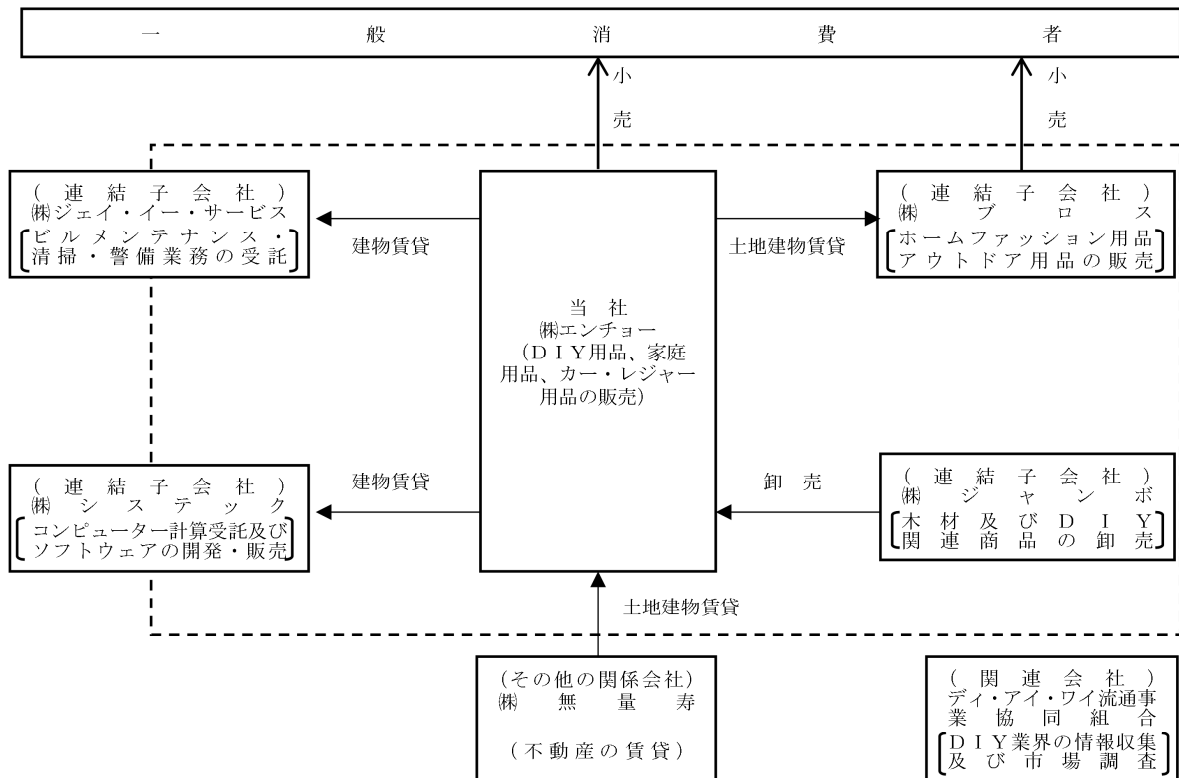 一般消費者
小売
小売
(連結子会社)
㈱ジェイ・イー・サービス
ビルメンテナンス・
清掃・警備業務の受託
建物賃貸
当社
㈱エンチョー
(DIY用品、家庭
用品、カー・レジャー
用品の販売)
土地建物賃貸
(連結子会社)
㈱ブロス
ホームファッション用品
アウトドア用品の販売
(連結子会社)
㈱システック
コンピューター計算受託及び
ソフトウェアの開発・販売
建物賃貸
卸売
(連結子会社)
㈱ジャンボ
木材及びDIY
関連商品の卸売
土地建物賃貸
(その他の関係会社)
㈱無量寿
(不動産の賃貸)
(関連会社)
ディ・アイ・ワイ流通事
業協同組合
DIY業界の情報収集
及び市場調査